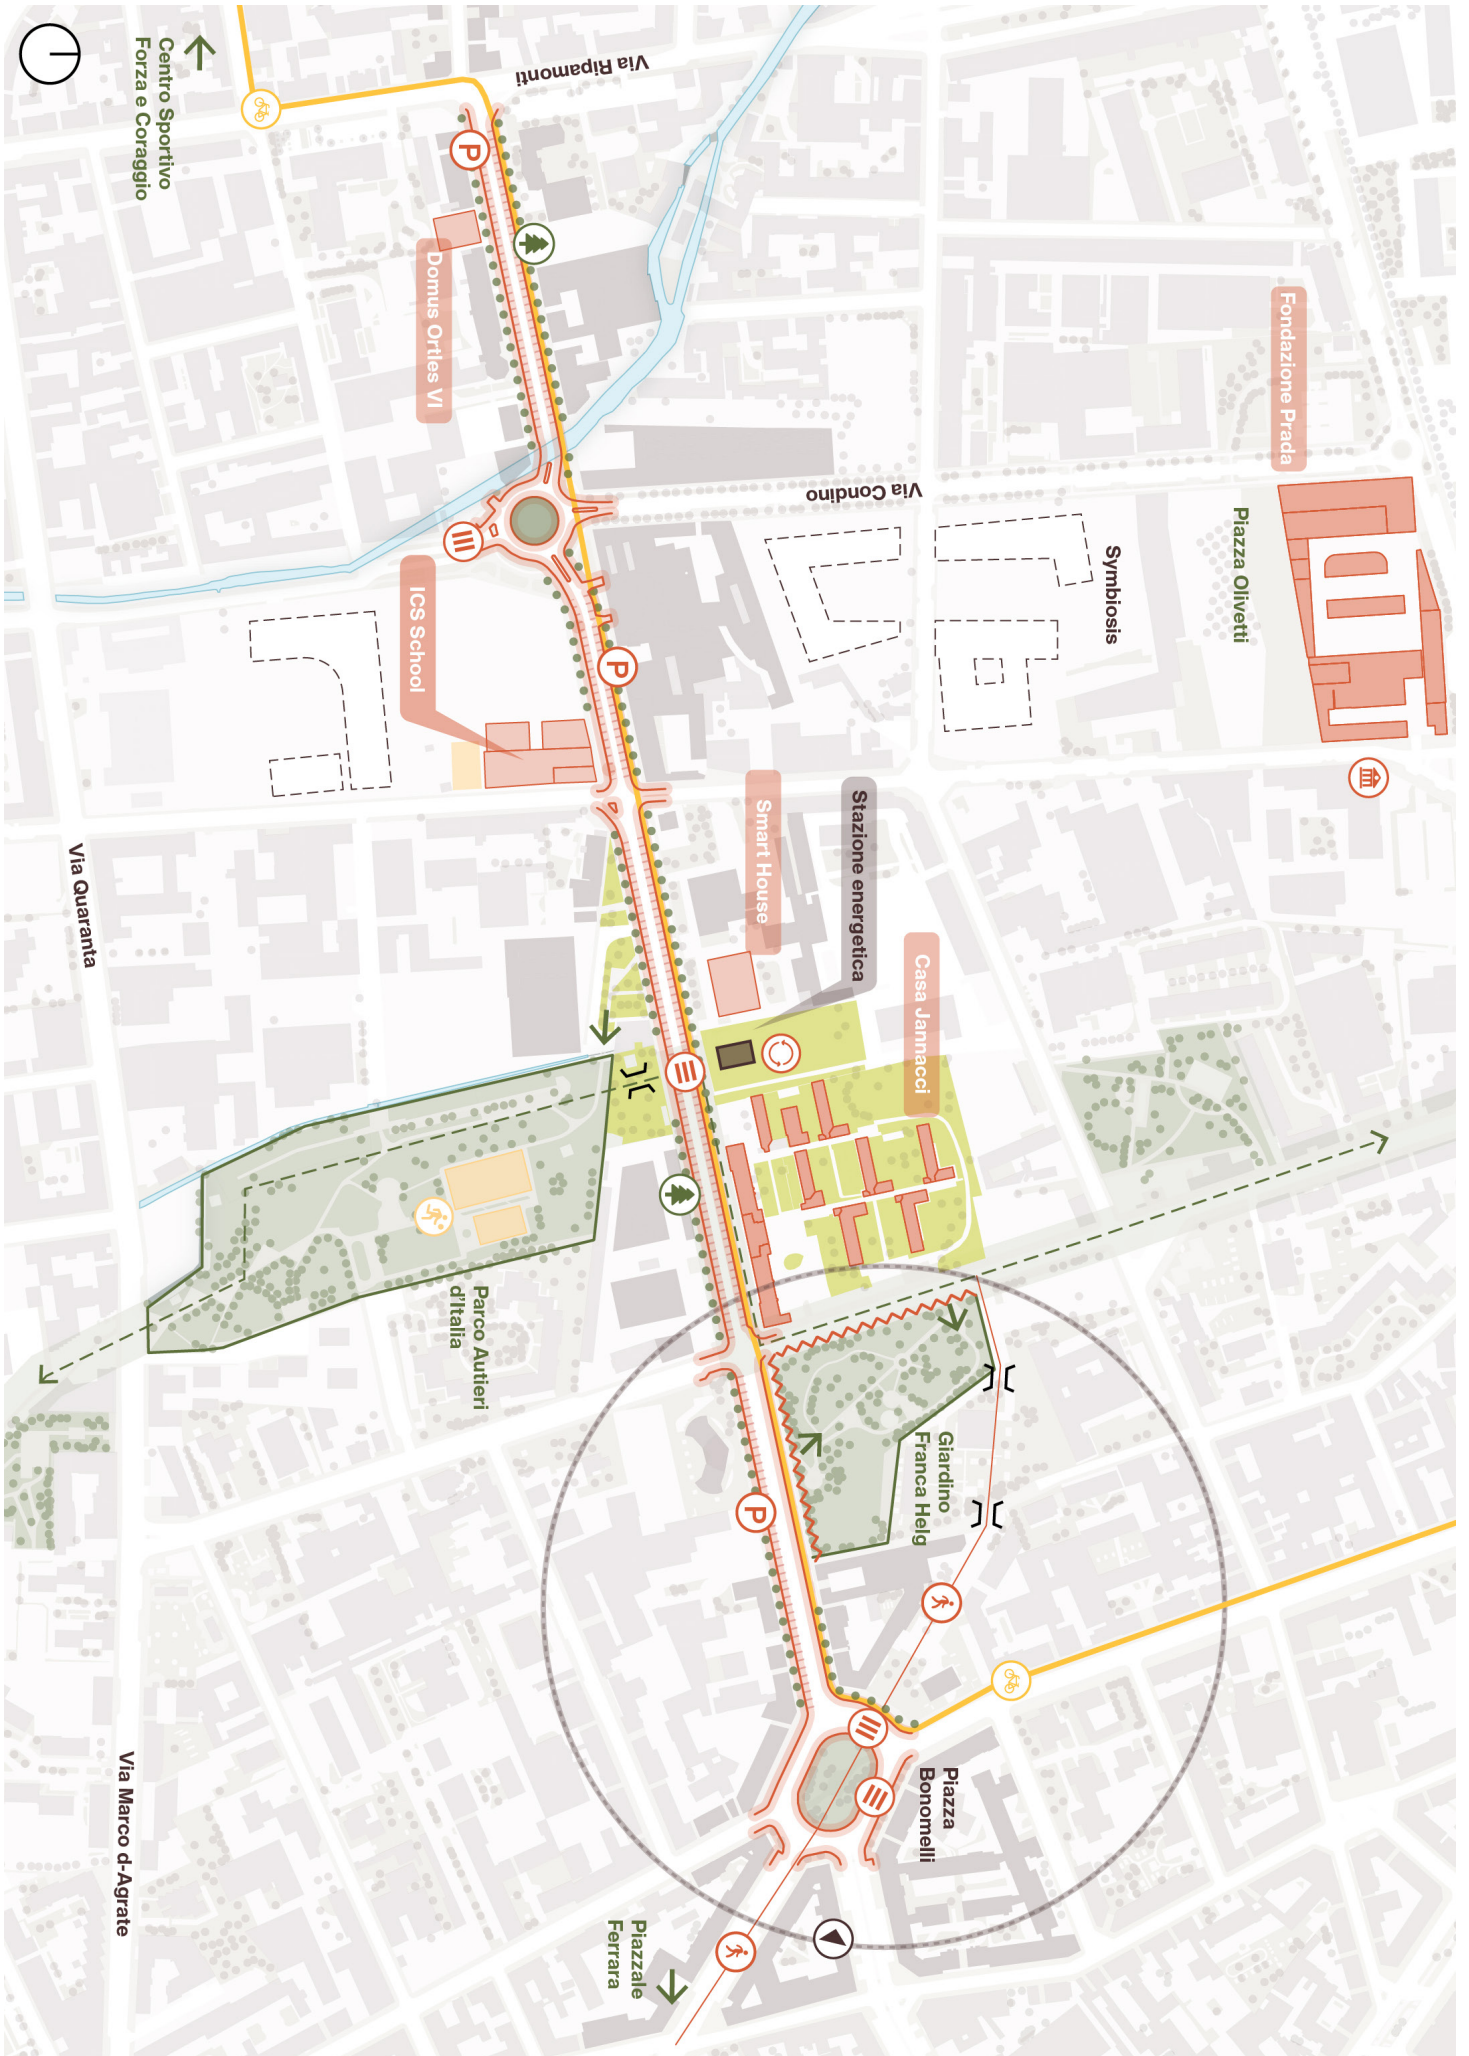 Centro Sportivo
Forza e Coraggio
Via Ripamonti
P
Domus Ortles VI
Fondazione Prada
Via Condino
Piazza Olivetti
Symbiosis
ICS School
P
Smart House
Stazione energetica
Via Quaranta
Casa Jannacci
Parco Autieri
d'Italia
Giardino
Franca Helg
P
Piazza
Bonomelli
Via Marco d-Agrate
Piazzale
Ferrara